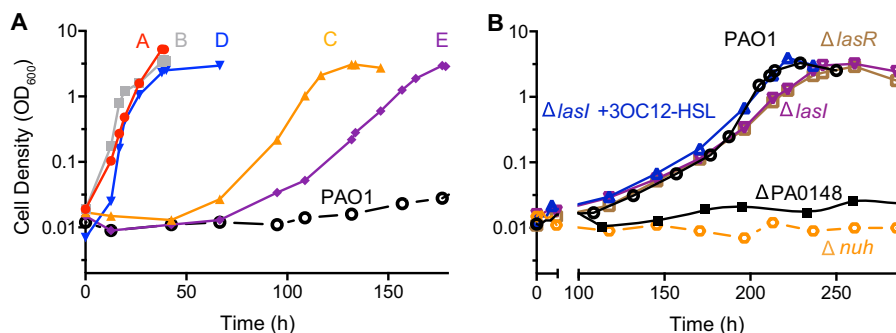 A
A B D C E
10
1
0.1
0.01
Cell Density (OD600)
PAO1
0 50 100 150
Time (h)
B
PAO1 ΔlasR
ΔlasI +3OC12-HSL ΔlasI
ΔPA0148
Δnuh
10
1
0.1
0.01
0 100 150 200 250
Time (h)